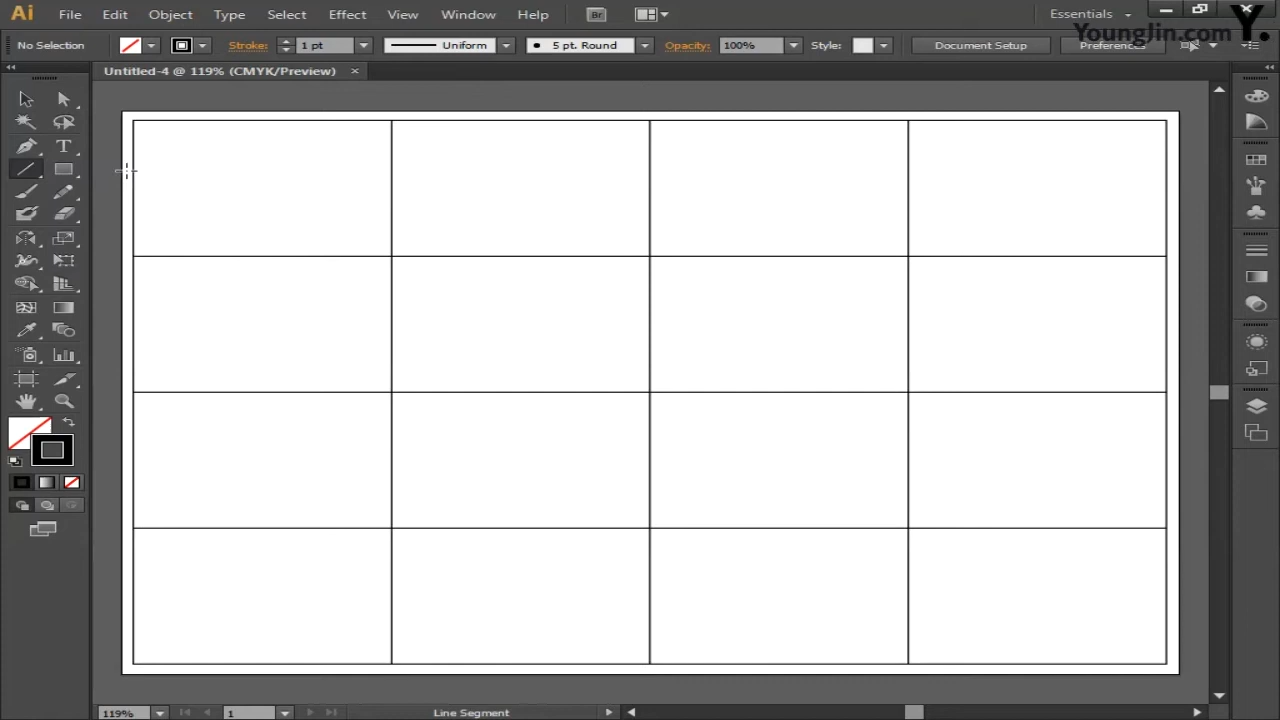 Ai File Edit Object Type Select Effect View Window Help Br Essentials
No Selection Stroke: 1 pt Uniform 5 pt. Round Opacity: 100% Style: Document Setup Preferences
YoungJin.com Y.
Untitled-4 @ 119% (CMYK/Preview) ×
T
119% 1 Line Segment